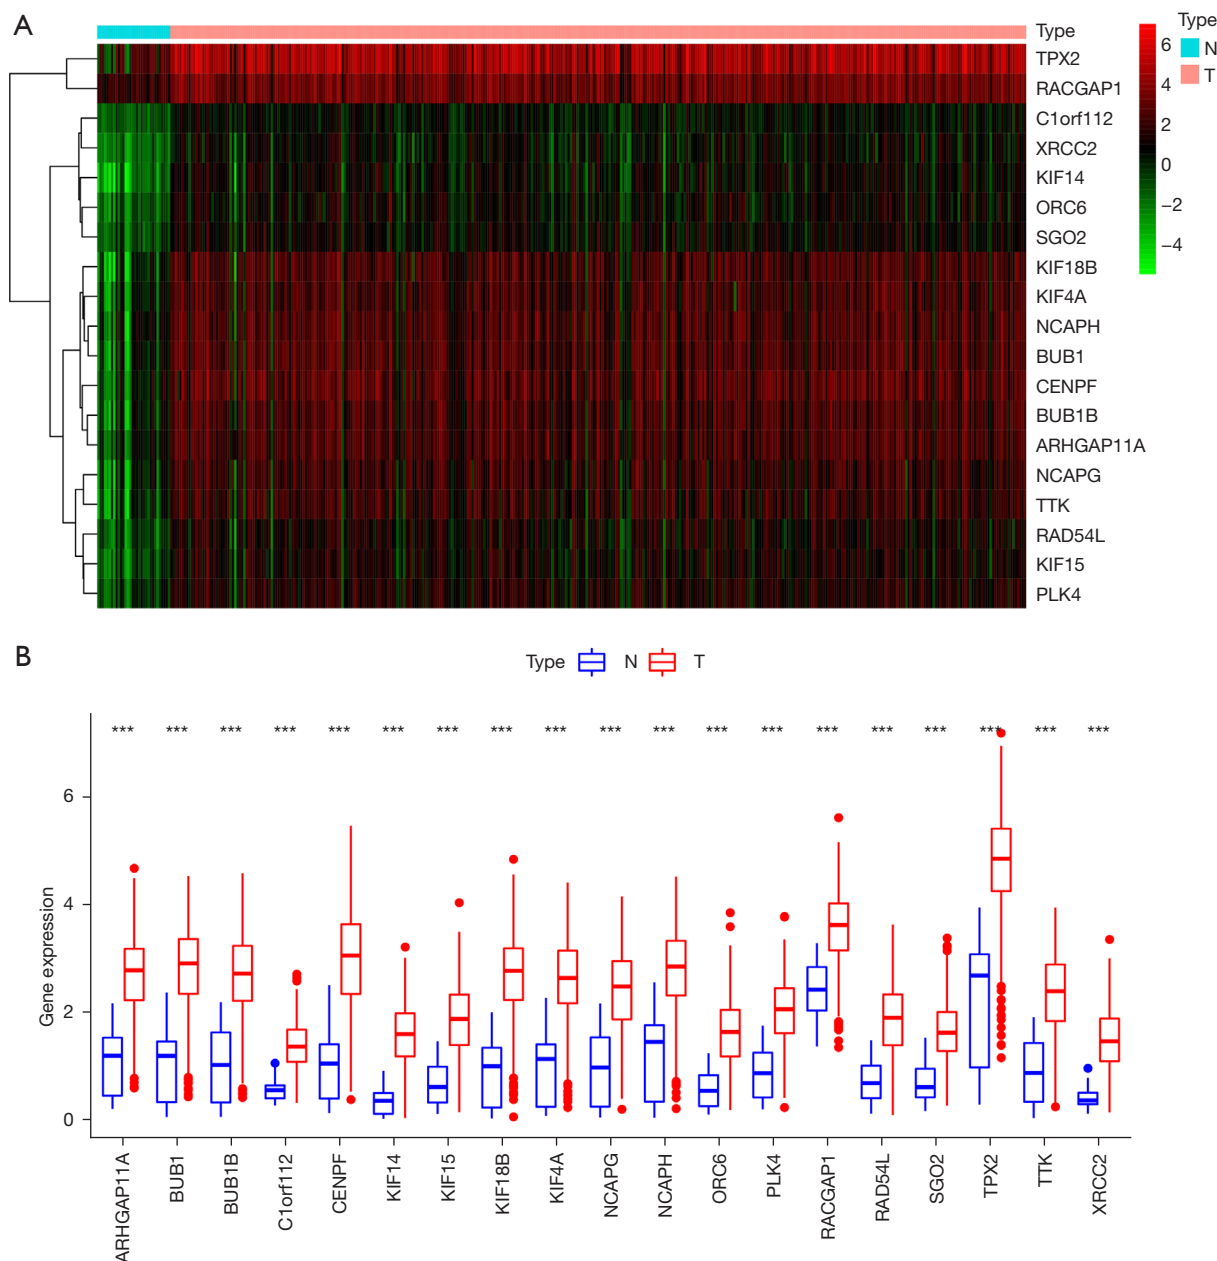 A
Type
TPX2
RACGAP1
C1orf112
XRCC2
KIF14
ORC6
SGO2
KIF18B
KIF4A
NCAPH
BUB1
CENPF
BUB1B
ARHGAP11A
NCAPG
TTK
RAD54L
KIF15
PLK4
6
4
2
0
−2
−4
Type
N
T
B
Type N T
*** *** *** *** *** *** *** *** *** *** *** *** *** *** *** *** *** *** ***
Gene expression
6
4
2
0
ARHGAP11A
BUB1
BUB1B
C1orf112
CENPF
KIF14
KIF15
KIF18B
KIF4A
NCAPG
NCAPH
ORC6
PLK4
RACGAP1
RAD54L
SGO2
TPX2
TTK
XRCC2